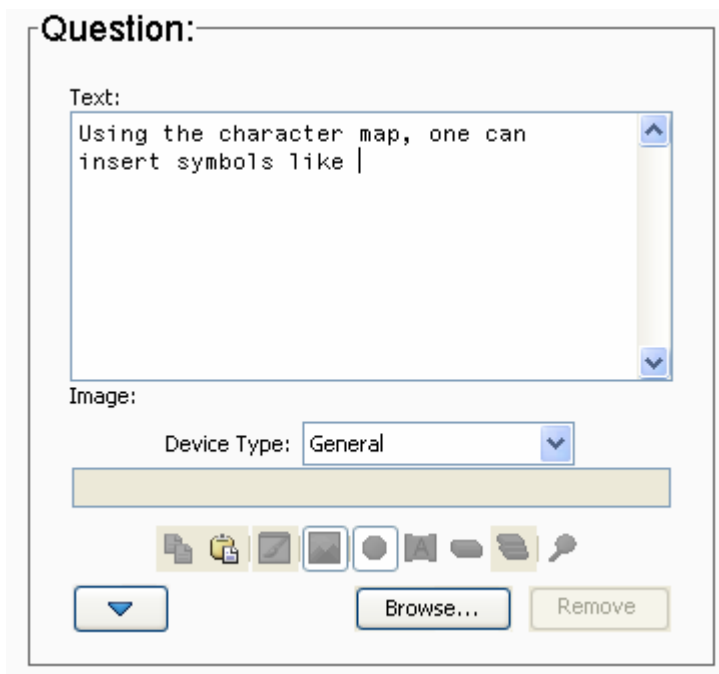 Question:
Text:
Using the character map, one can
insert symbols like
Image:
Device Type: General
A
Browse... Remove